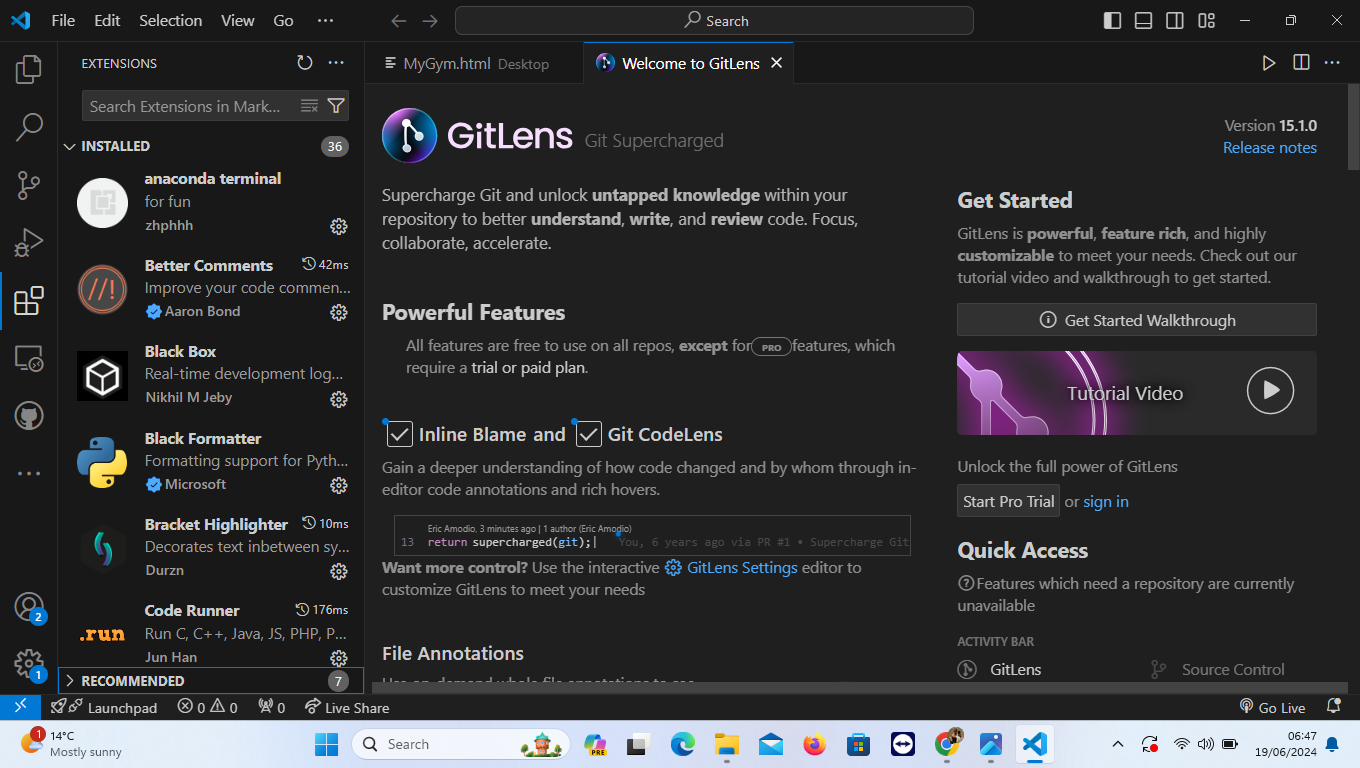 File Edit Selection View Go ···
Search
EXTENSIONS
MyGym.html Desktop
Welcome to GitLens
Search Extensions in Mark...
INSTALLED 36
anaconda terminal
for fun
zhphhh
Better Comments 42ms
Improve your code commen...
Aaron Bond
Black Box
Real-time development log...
Nikhil M Jeby
Black Formatter
Formatting support for Pyth...
Microsoft
Bracket Highlighter 10ms
Decorates text inbetween sy...
Durzn
Code Runner 176ms
.run
Run C, C++, Java, JS, PHP, P...
Jun Han
RECOMMENDED 7
2
1
GitLens Git Supercharged
Version 15.1.0
Release notes
Supercharge Git and unlock untapped knowledge within your
repository to better understand, write, and review code. Focus,
collaborate, accelerate.
Powerful Features
All features are free to use on all repos, except for PRO features, which
require a trial or paid plan.
Inline Blame and Git CodeLens
Gain a deeper understanding of how code changed and by whom through in-
editor code annotations and rich hovers.
Eric Amodio, 3 minutes ago | 1 author (Eric Amodio)
13 return supercharged(git);| You, 6 years ago via PR #1 • Supercharge Git
Want more control? Use the interactive GitLens Settings editor to
customize GitLens to meet your needs
File Annotations
Get Started
GitLens is powerful, feature rich, and highly
customizable to meet your needs. Check out our
tutorial video and walkthrough to get started.
Get Started Walkthrough
Tutorial Video
Unlock the full power of GitLens
Start Pro Trial or sign in
Quick Access
Features which need a repository are currently
unavailable
ACTIVITY BAR
GitLens Source Control
Launchpad 0 0 0 Live Share
Go Live
1
14°C
Mostly sunny
Search
PRE
06:47
19/06/2024